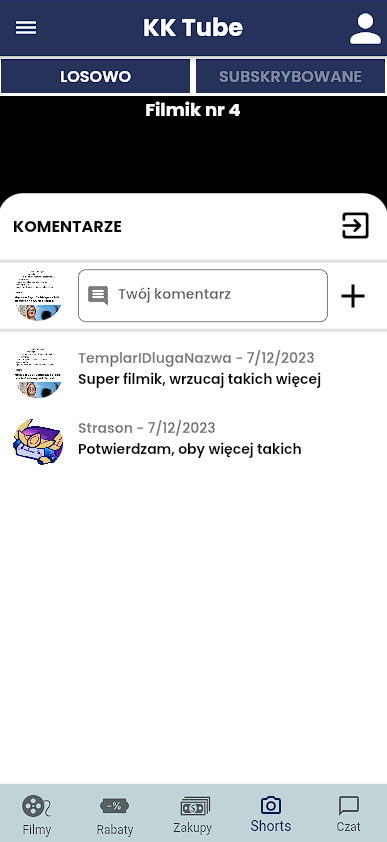 KK Tube
LOSOWO
SUBSKRYBOWANE
Filmik nr 4
KOMENTARZE
Twój komentarz
TemplarIDlugaNazwa - 7/12/2023
Super filmik, wrzucaj takich więcej
Strason - 7/12/2023
Potwierdzam, oby więcej takich
-%
Filmy
Rabaty
Zakupy
Shorts
Czat